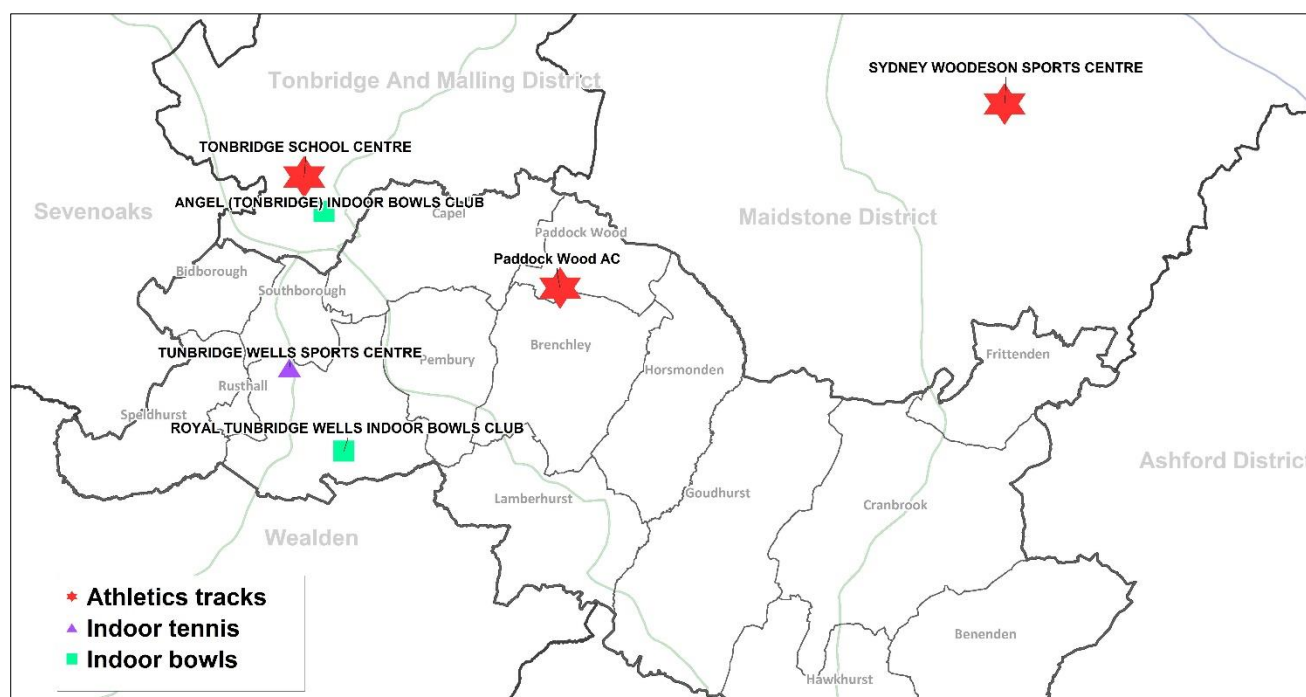 Tonbridge And Malling District
SYDNEY WOODESON SPORTS CENTRE
TONBRIDGE SCHOOL CENTRE
Sevenoaks
ANGEL (TONBRIDGE) INDOOR BOWLS CLUB
Capel
Maidstone District
Paddock Wood
Paddock Wood AC
Bidborough
Southborough
TUNBRIDGE WELLS SPORTS CENTRE
Pembury
Brenchley
Frittenden
Rusthall
Horsmonden
Speldhurst
ROYAL TUNBRIDGE WELLS INDOOR BOWLS CLUB
Ashford District
Lamberhurst
Goudhurst
Cranbrook
Wealden
Athletics tracks
Indoor tennis
Indoor bowls
Benenden
Hawkhurst